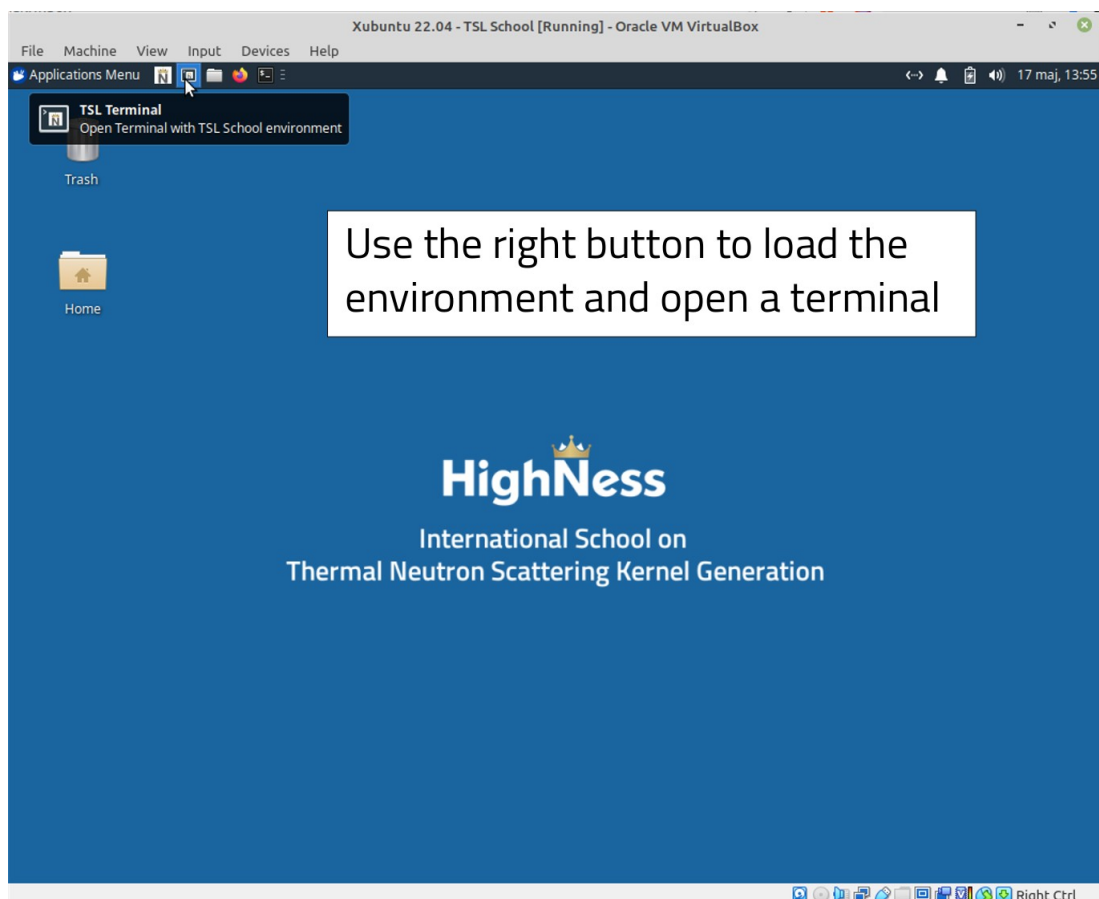 Xubuntu 22.04 - TSL School [Running] - Oracle VM VirtualBox
File Machine View Input Devices Help
Applications Menu
17 maj, 13:55
TSL Terminal
Open Terminal with TSL School environment
Trash
Use the right button to load the
environment and open a terminal
Home
HighNess
International School on
Thermal Neutron Scattering Kernel Generation
Right Ctrl